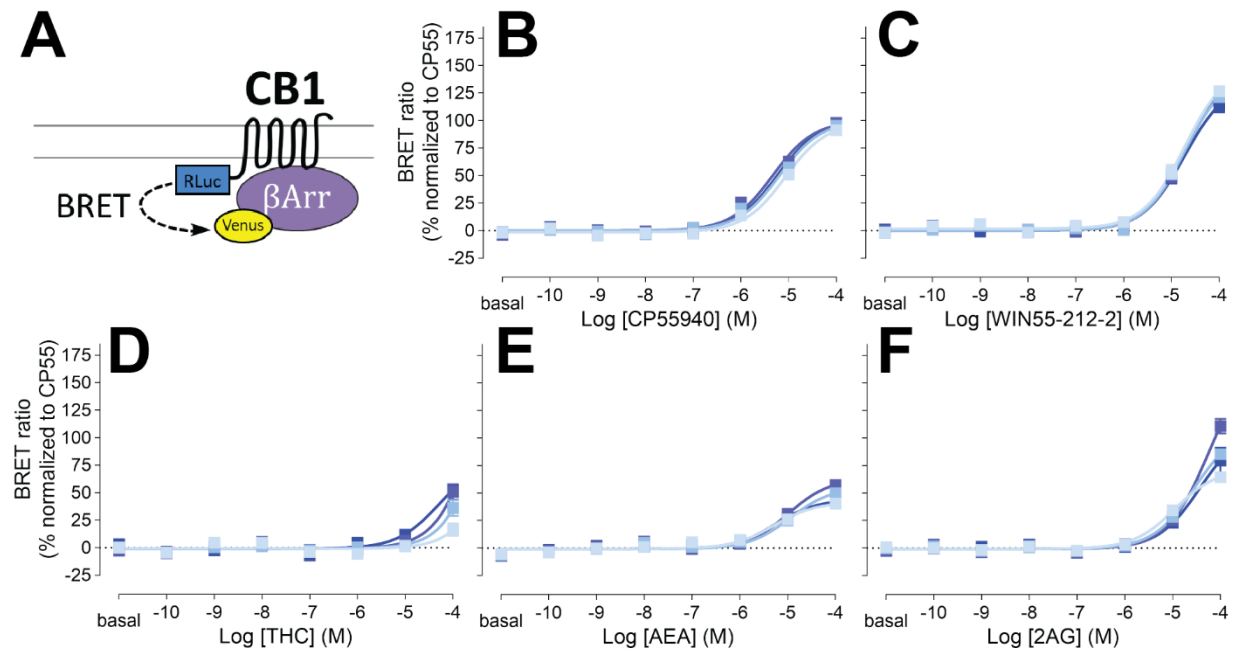 A
CB1
RLuc
βArr
BRET
Venus
B
BRET ratio
(% normalized to CP55)
175
150
125
100
75
50
25
0
-25
basal -10 -9 -8 -7 -6 -5 -4
Log [CP55940] (M)
C
basal -10 -9 -8 -7 -6 -5 -4
Log [WIN55-212-2] (M)
D
BRET ratio
(% normalized to CP55)
175
150
125
100
75
50
25
0
-25
basal -10 -9 -8 -7 -6 -5 -4
Log [THC] (M)
E
basal -10 -9 -8 -7 -6 -5 -4
Log [AEA] (M)
F
basal -10 -9 -8 -7 -6 -5 -4
Log [2AG] (M)